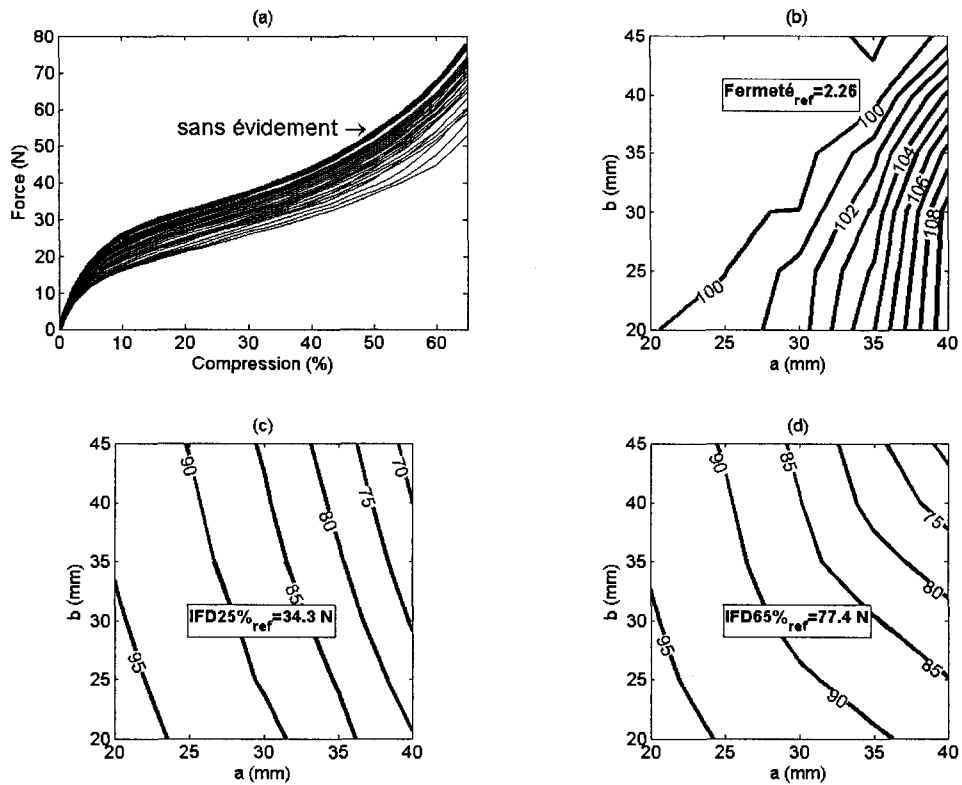 (a)
80
70
60
50
40
30
20
10
0
Force (N)
sans évidement →
0 10 20 30 40 50 60
Compression (%)
(b)
45
40
35
30
25
20
b (mm)
Fermeté_ref=2.26
100
104
102
106
108
100
20 25 30 35 40
a (mm)
(c)
45
40
35
30
25
20
b (mm)
90
70
75
80
85
IFD25%_ref=34.3 N
95
20 25 30 35 40
a (mm)
(d)
45
40
35
30
25
20
b (mm)
90
85
75
80
IFD65%_ref=77.4 N
95
85
90
20 25 30 35 40
a (mm)